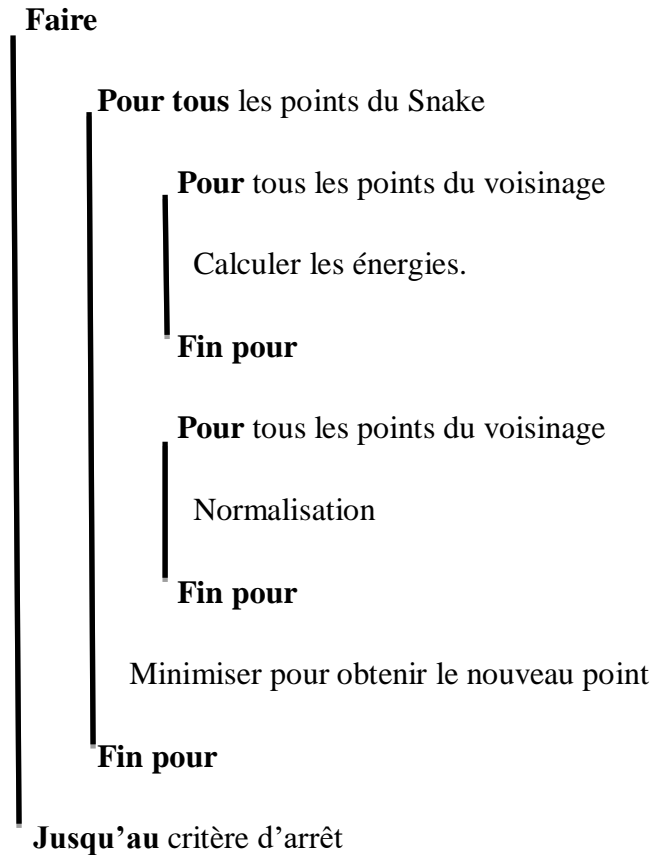 Faire
Pour tous les points du Snake
Pour tous les points du voisinage
Calculer les énergies.
Fin pour
Pour tous les points du voisinage
Normalisation
Fin pour
Minimiser pour obtenir le nouveau point
Fin pour
Jusqu’au critère d’arrêt